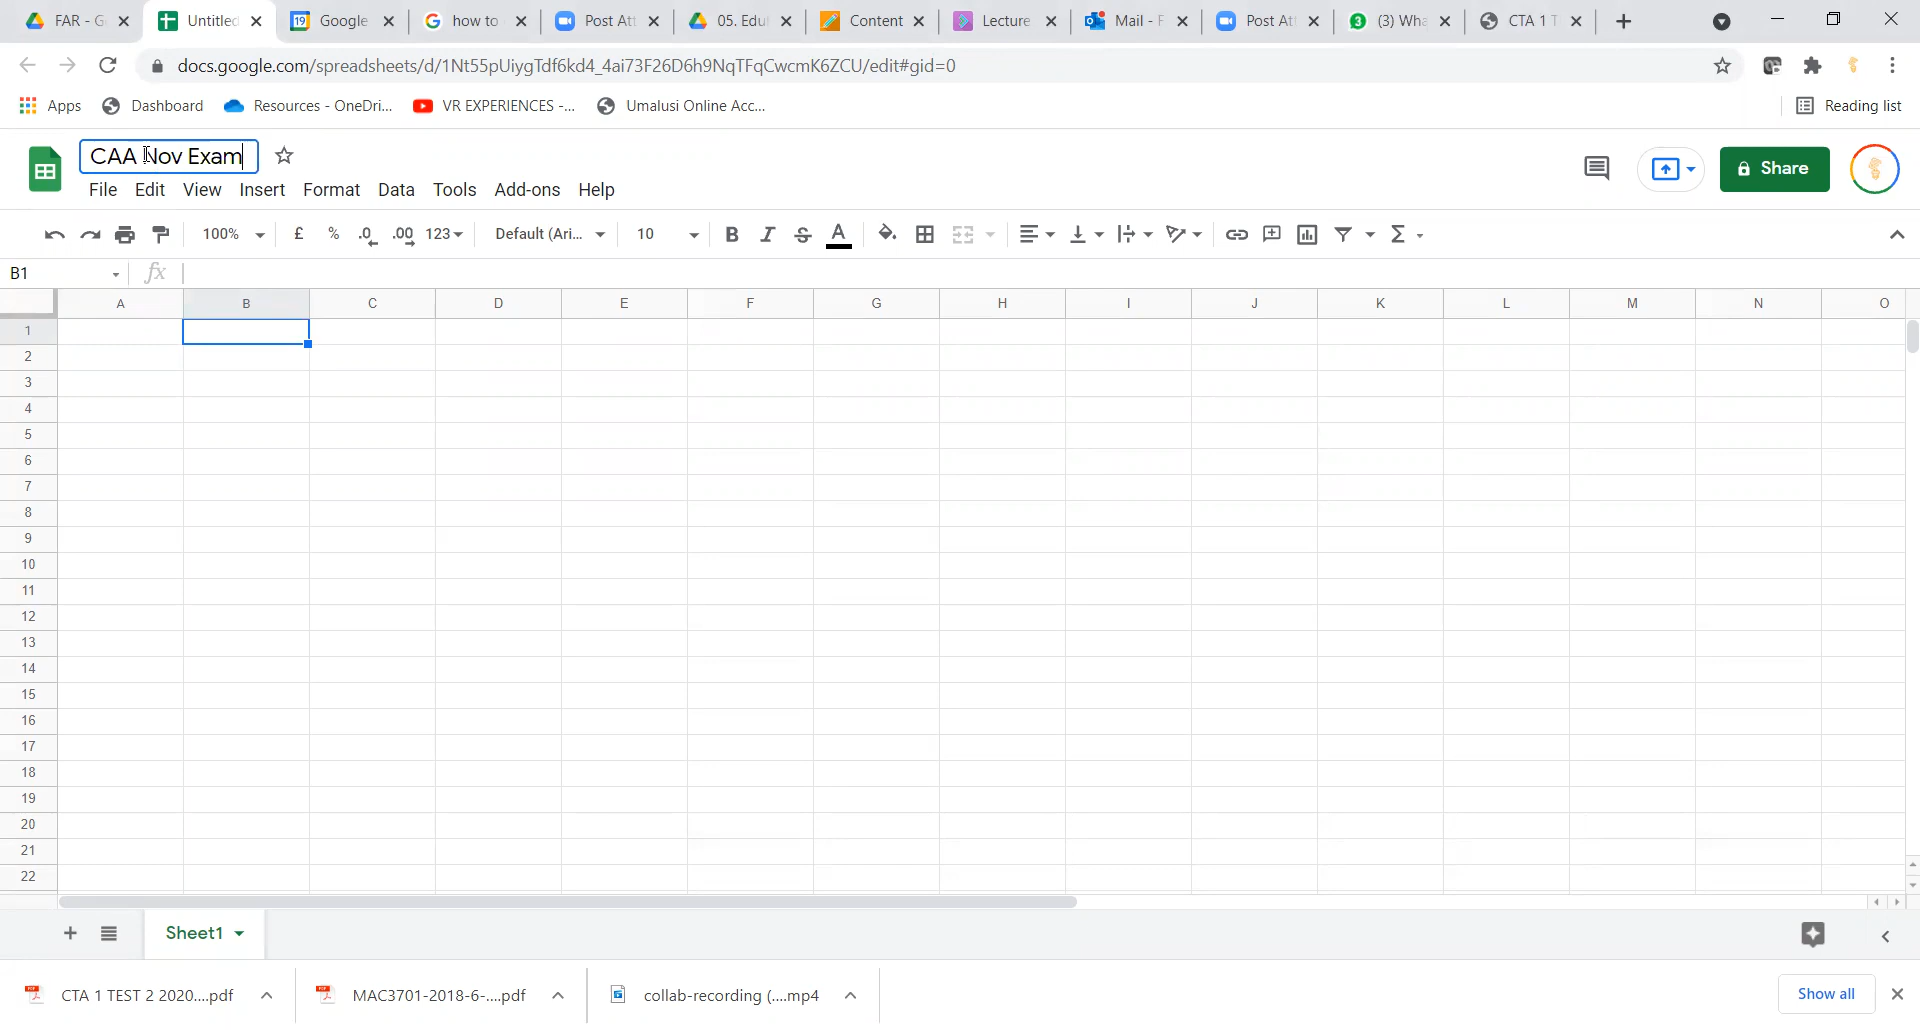 FAR - G
Untitled
19 Google
how to
Post Att
05. Edu
Content
Lecture
Mail - F
Post At
3 (3) Wha
CTA 1 T
docs.google.com/spreadsheets/d/1Nt55pUiygTdf6kd4_4ai73F26D6h9NqTFqCwcmK6ZCU/edit#gid=0
Apps Dashboard Resources - OneDri... VR EXPERIENCES -... Umalusi Online Acc... Reading list
CAA Nov Exam
Share
File Edit View Insert Format Data Tools Add-ons Help
100% £ % .0 .00 123 Default (Ari... 10 B I S A Σ
B1 fx
A B C D E F G H I J K L M N O
1
2
3
4
5
6
7
8
9
10
11
12
13
14
15
16
17
18
19
20
21
22
+ Sheet1
CTA 1 TEST 2 2020....pdf MAC3701-2018-6-....pdf collab-recording (....mp4 Show all